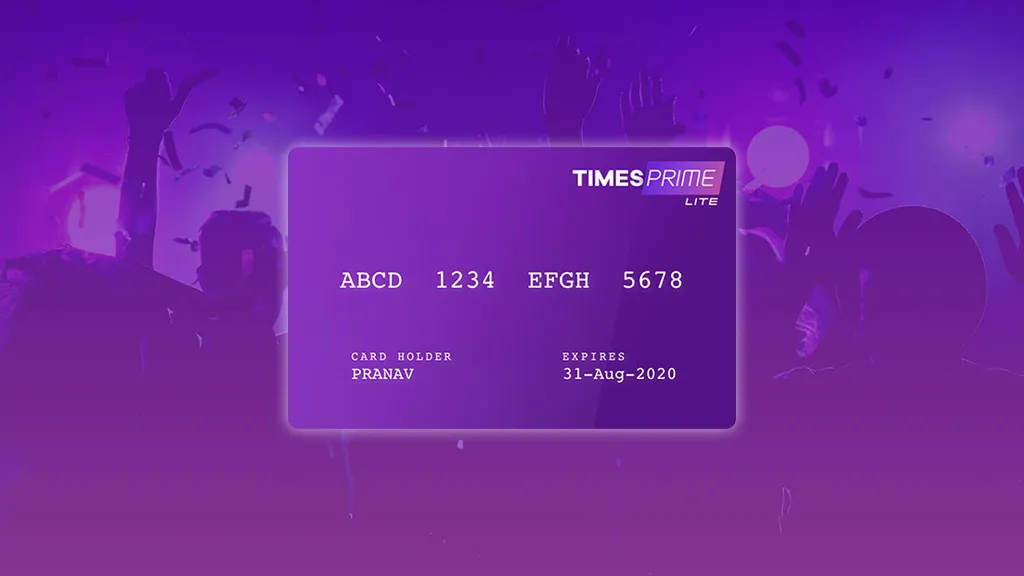 TIMES PRIME
LITE
ABCD 1234 EFGH 5678
CARD HOLDER EXPIRES
PRANAV 31-Aug-2020